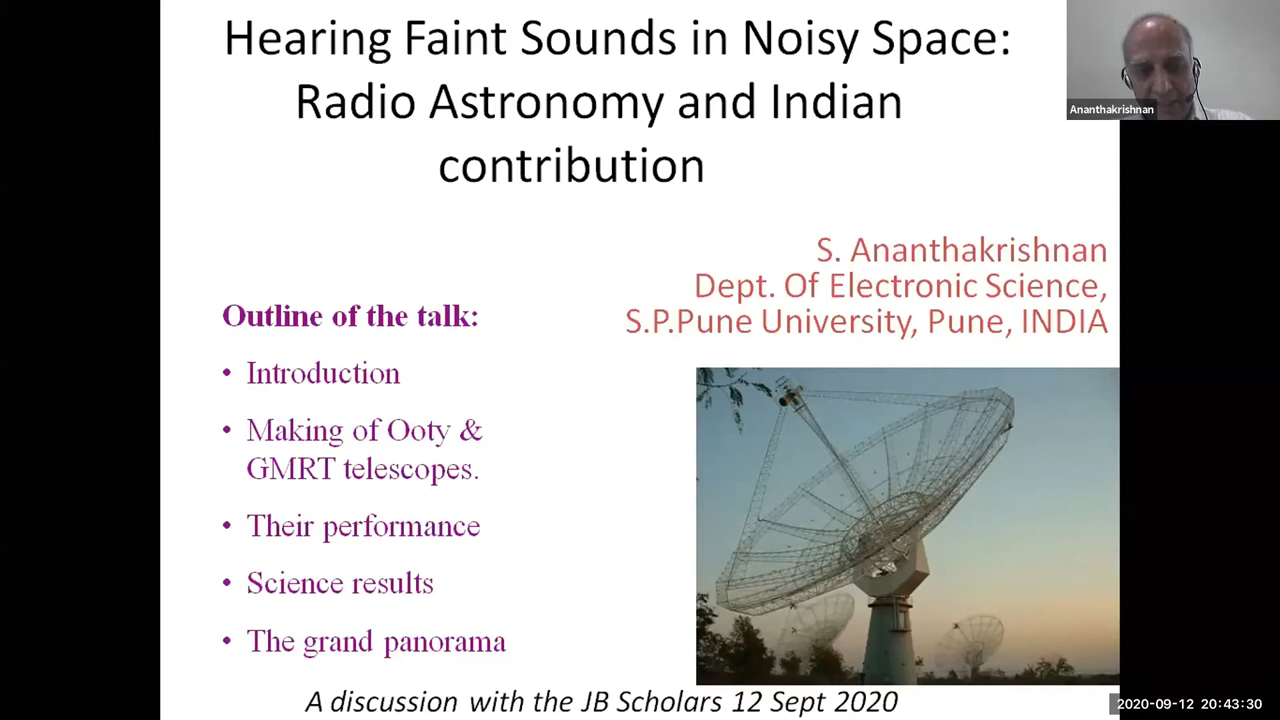 Hearing Faint Sounds in Noisy Space:
Radio Astronomy and Indian
contribution
Ananthakrishnan
S. Ananthakrishnan
Dept. Of Electronic Science,
S.P.Pune University, Pune, INDIA
Outline of the talk:
• Introduction
• Making of Ooty &
GMRT telescopes.
• Their performance
• Science results
• The grand panorama
A discussion with the JB Scholars 12 Sept 2020
2020-09-12 20:43:30